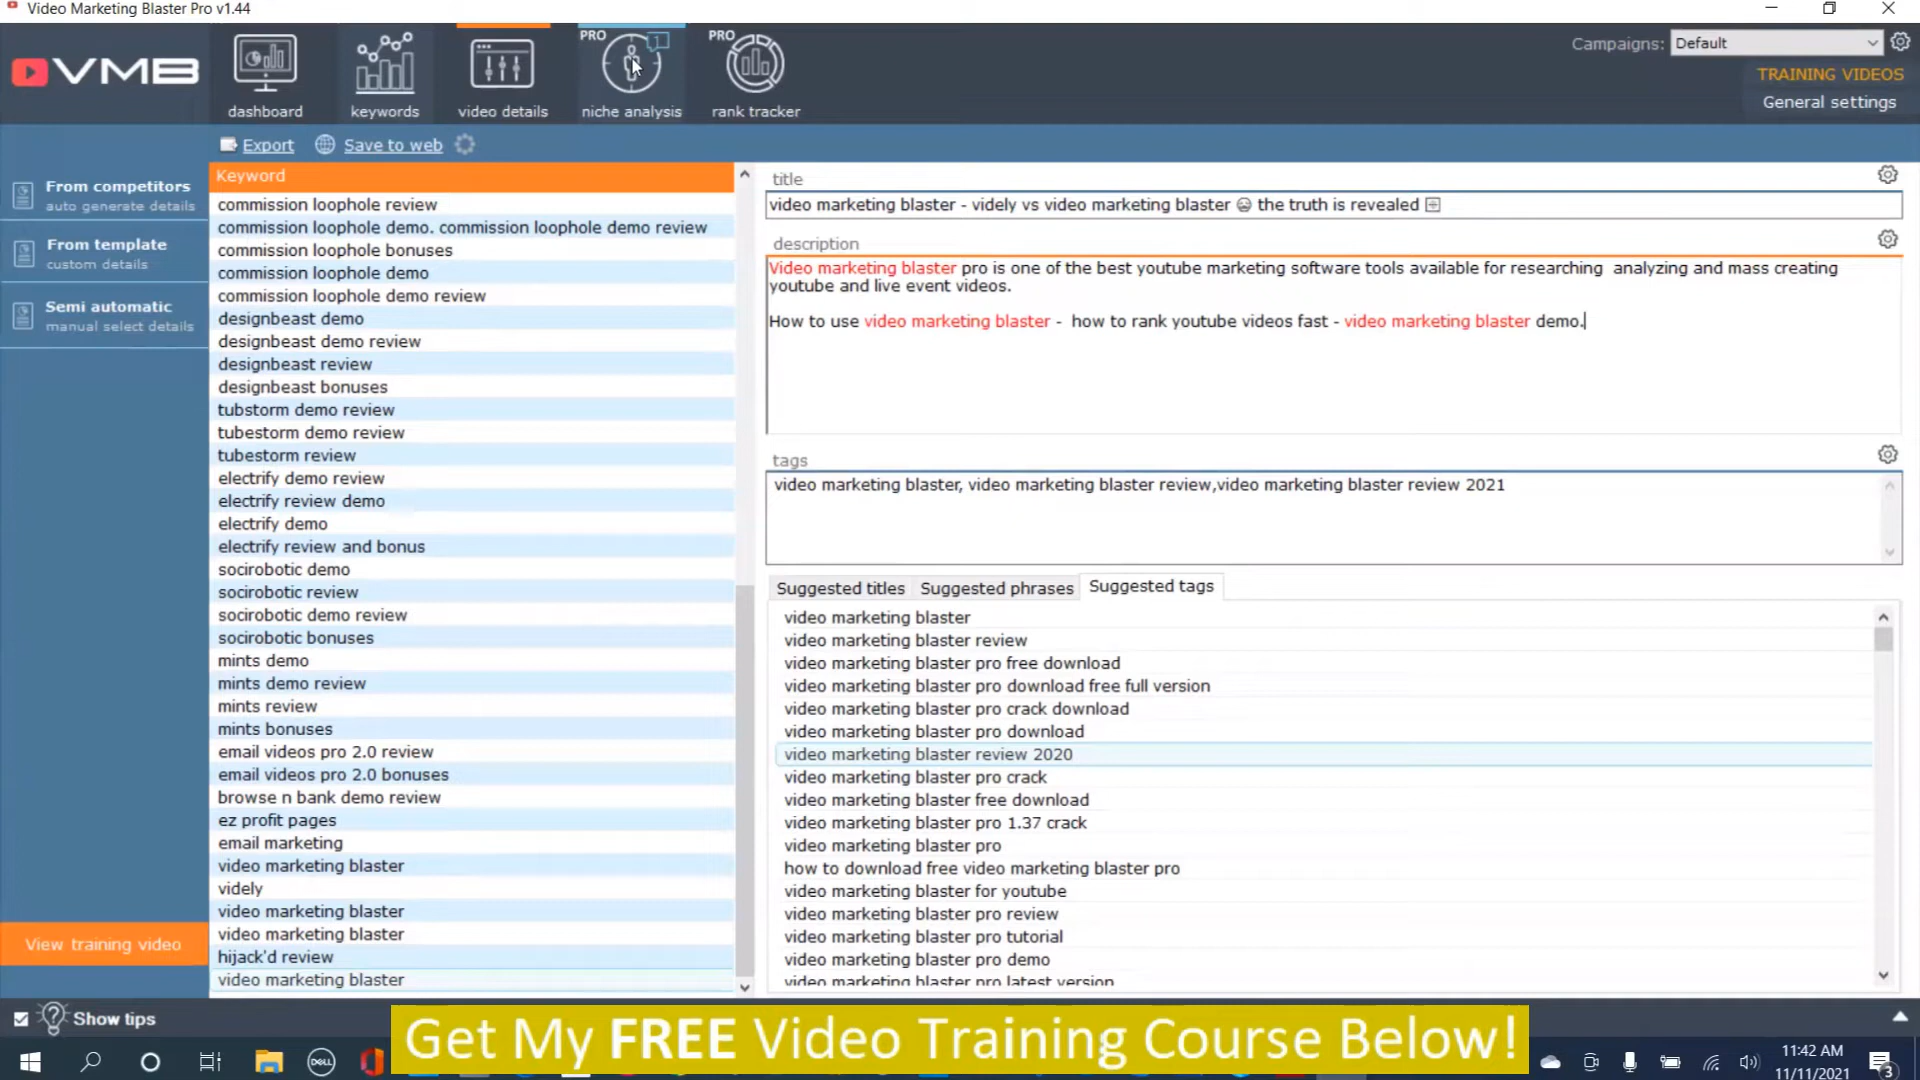 Video Marketing Blaster Pro v1.44
VMB
dashboard
keywords
video details
PRO
1
niche analysis
PRO
rank tracker
Campaigns:
Default
TRAINING VIDEOS
General settings
Export
Save to web
From competitors
auto generate details
From template
custom details
Semi automatic
manual select details
View training video
Keyword
commission loophole review
commission loophole demo. commission loophole demo review
commission loophole bonuses
commission loophole demo
commission loophole demo review
designbeast demo
designbeast demo review
designbeast review
designbeast bonuses
tubstorm demo review
tubestorm demo review
tubestorm review
electrify demo review
electrify review demo
electrify demo
electrify review and bonus
socirobotic demo
socirobotic review
socirobotic demo review
socirobotic bonuses
mints demo
mints demo review
mints review
mints bonuses
email videos pro 2.0 review
email videos pro 2.0 bonuses
browse n bank demo review
ez profit pages
email marketing
video marketing blaster
videly
video marketing blaster
video marketing blaster
hijack'd review
video marketing blaster
title
video marketing blaster - videly vs video marketing blaster 😀 the truth is revealed
description
Video marketing blaster pro is one of the best youtube marketing software tools available for researching analyzing and mass creating
youtube and live event videos.
How to use video marketing blaster - how to rank youtube videos fast - video marketing blaster demo.
tags
video marketing blaster, video marketing blaster review,video marketing blaster review 2021
Suggested titles
Suggested phrases
Suggested tags
video marketing blaster
video marketing blaster review
video marketing blaster pro free download
video marketing blaster pro download free full version
video marketing blaster pro crack download
video marketing blaster pro download
video marketing blaster review 2020
video marketing blaster pro crack
video marketing blaster free download
video marketing blaster pro 1.37 crack
video marketing blaster pro
how to download free video marketing blaster pro
video marketing blaster for youtube
video marketing blaster pro review
video marketing blaster pro tutorial
video marketing blaster pro demo
video marketing blaster pro latest version
Show tips
Get My FREE Video Training Course Below!
DELL
11:42 AM
11/11/2021
3